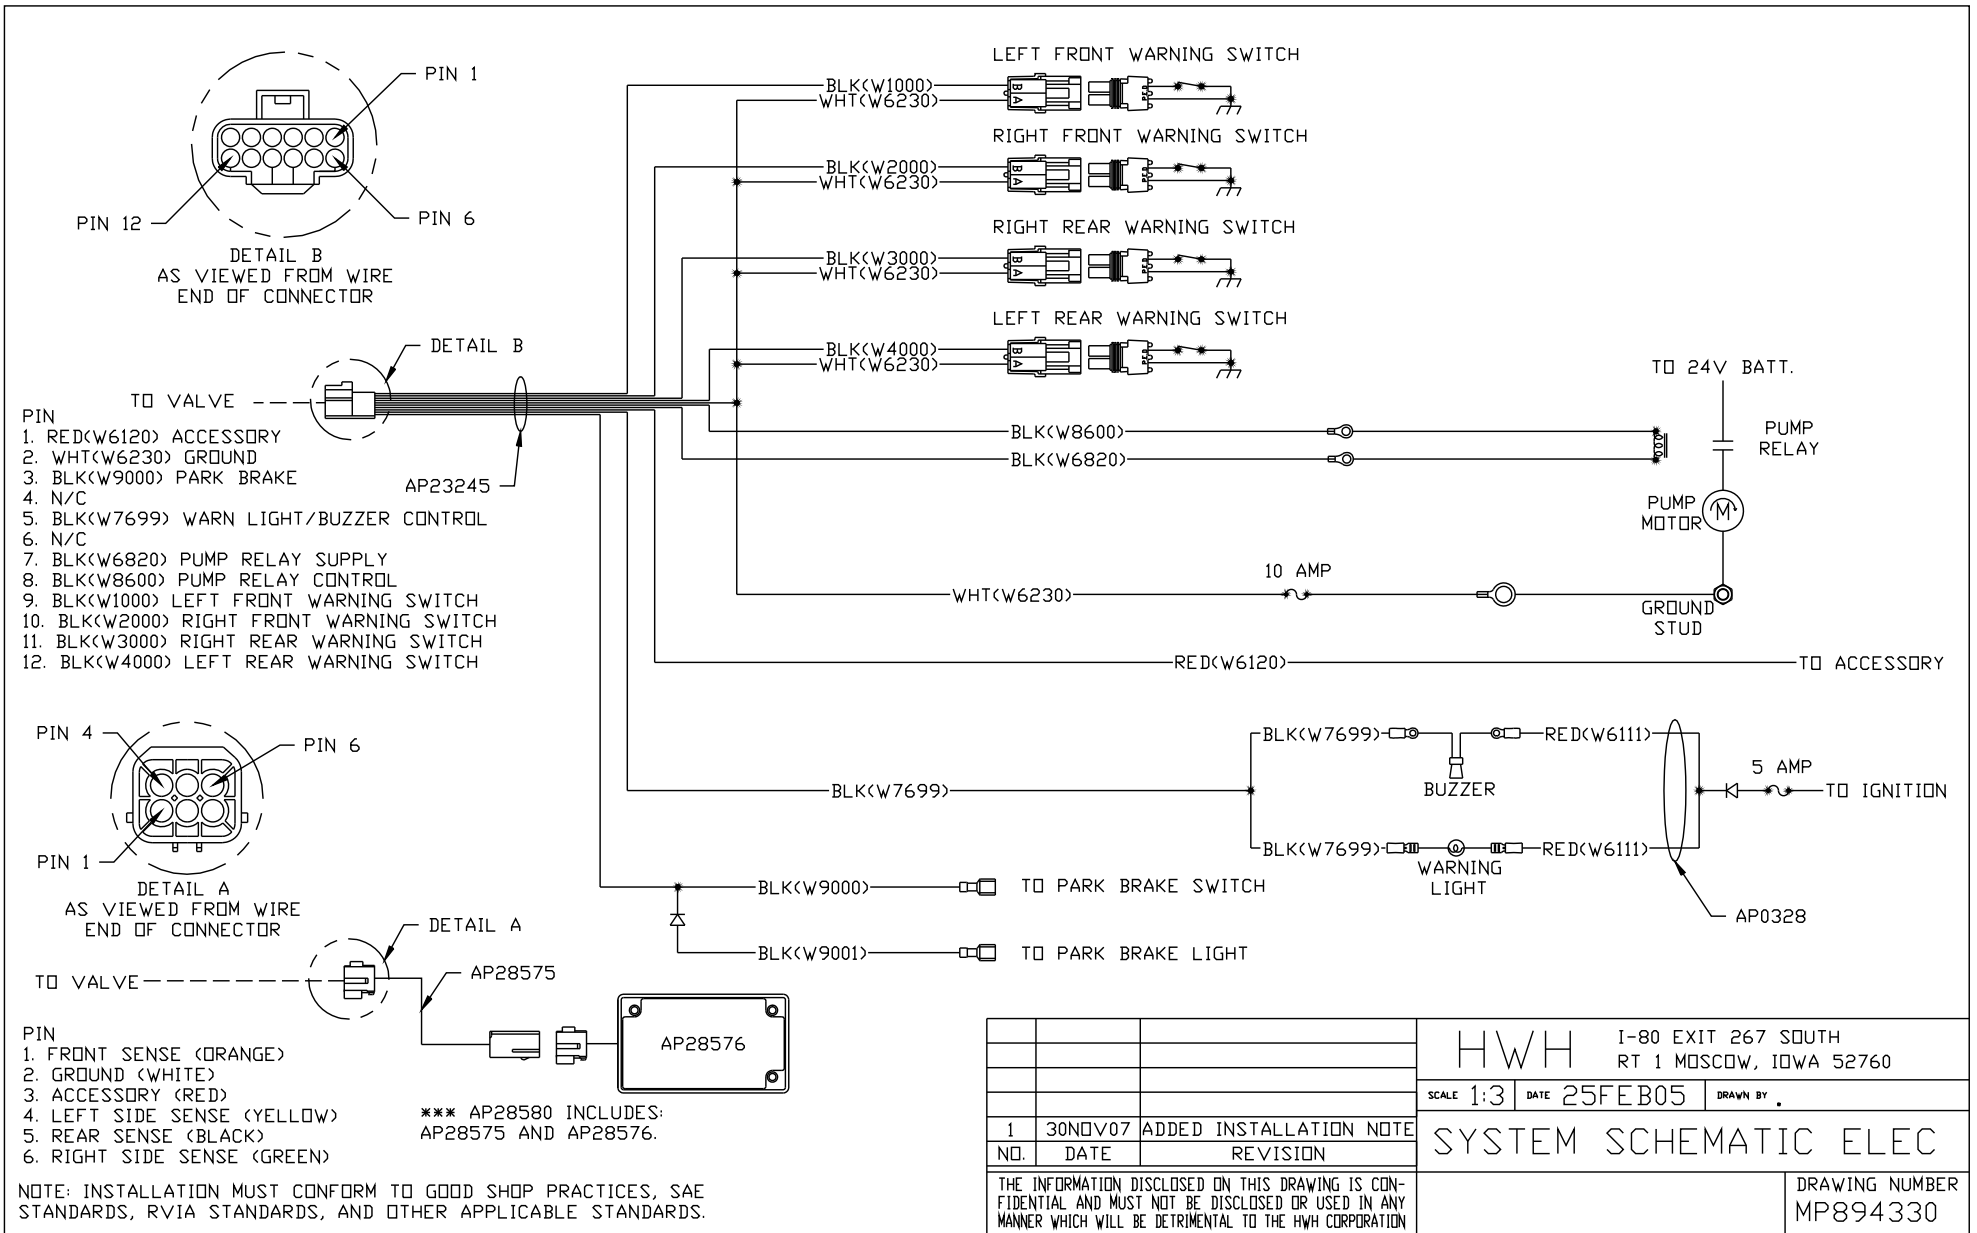 PIN 1
PIN 12
PIN 6
DETAIL B
AS VIEWED FROM WIRE
END OF CONNECTOR
DETAIL B
TO VALVE
AP23245
PIN
1. RED(W6120) ACCESSORY
2. WHT(W6230) GROUND
3. BLK(W9000) PARK BRAKE
4. N/C
5. BLK(W7699) WARN LIGHT/BUZZER CONTROL
6. N/C
7. BLK(W6820) PUMP RELAY SUPPLY
8. BLK(W8600) PUMP RELAY CONTROL
9. BLK(W1000) LEFT FRONT WARNING SWITCH
10. BLK(W2000) RIGHT FRONT WARNING SWITCH
11. BLK(W3000) RIGHT REAR WARNING SWITCH
12. BLK(W4000) LEFT REAR WARNING SWITCH
LEFT FRONT WARNING SWITCH
BLK(W1000)
WHT(W6230)
B
A
RIGHT FRONT WARNING SWITCH
BLK(W2000)
WHT(W6230)
B
A
RIGHT REAR WARNING SWITCH
BLK(W3000)
WHT(W6230)
B
A
LEFT REAR WARNING SWITCH
BLK(W4000)
WHT(W6230)
B
A
TO 24V BATT.
BLK(W8600)
BLK(W6820)
PUMP
RELAY
PUMP
MOTOR
M
10 AMP
WHT(W6230)
GROUND
STUD
RED(W6120)
TO ACCESSORY
BLK(W7699)
RED(W6111)
BUZZER
5 AMP
TO IGNITION
BLK(W7699)
BLK(W7699)
RED(W6111)
WARNING
LIGHT
AP0328
BLK(W9000)
TO PARK BRAKE SWITCH
BLK(W9001)
TO PARK BRAKE LIGHT
PIN 4
PIN 6
PIN 1
DETAIL A
AS VIEWED FROM WIRE
END OF CONNECTOR
DETAIL A
TO VALVE
AP28575
AP28576
PIN
1. FRONT SENSE (ORANGE)
2. GROUND (WHITE)
3. ACCESSORY (RED)
4. LEFT SIDE SENSE (YELLOW)
5. REAR SENSE (BLACK)
6. RIGHT SIDE SENSE (GREEN)
*** AP28580 INCLUDES:
AP28575 AND AP28576.
NOTE: INSTALLATION MUST CONFORM TO GOOD SHOP PRACTICES, SAE
STANDARDS, RVIA STANDARDS, AND OTHER APPLICABLE STANDARDS.
1 30NOV07 ADDED INSTALLATION NOTE
NO. DATE REVISION
THE INFORMATION DISCLOSED ON THIS DRAWING IS CON-
FIDENTIAL AND MUST NOT BE DISCLOSED OR USED IN ANY
MANNER WHICH WILL BE DETRIMENTAL TO THE HWH CORPORATION
HWH
I-80 EXIT 267 SOUTH
RT 1 MOSCOW, IOWA 52760
SCALE 1:3 DATE 25FEB05 DRAWN BY .
SYSTEM SCHEMATIC ELEC
DRAWING NUMBER
MP894330